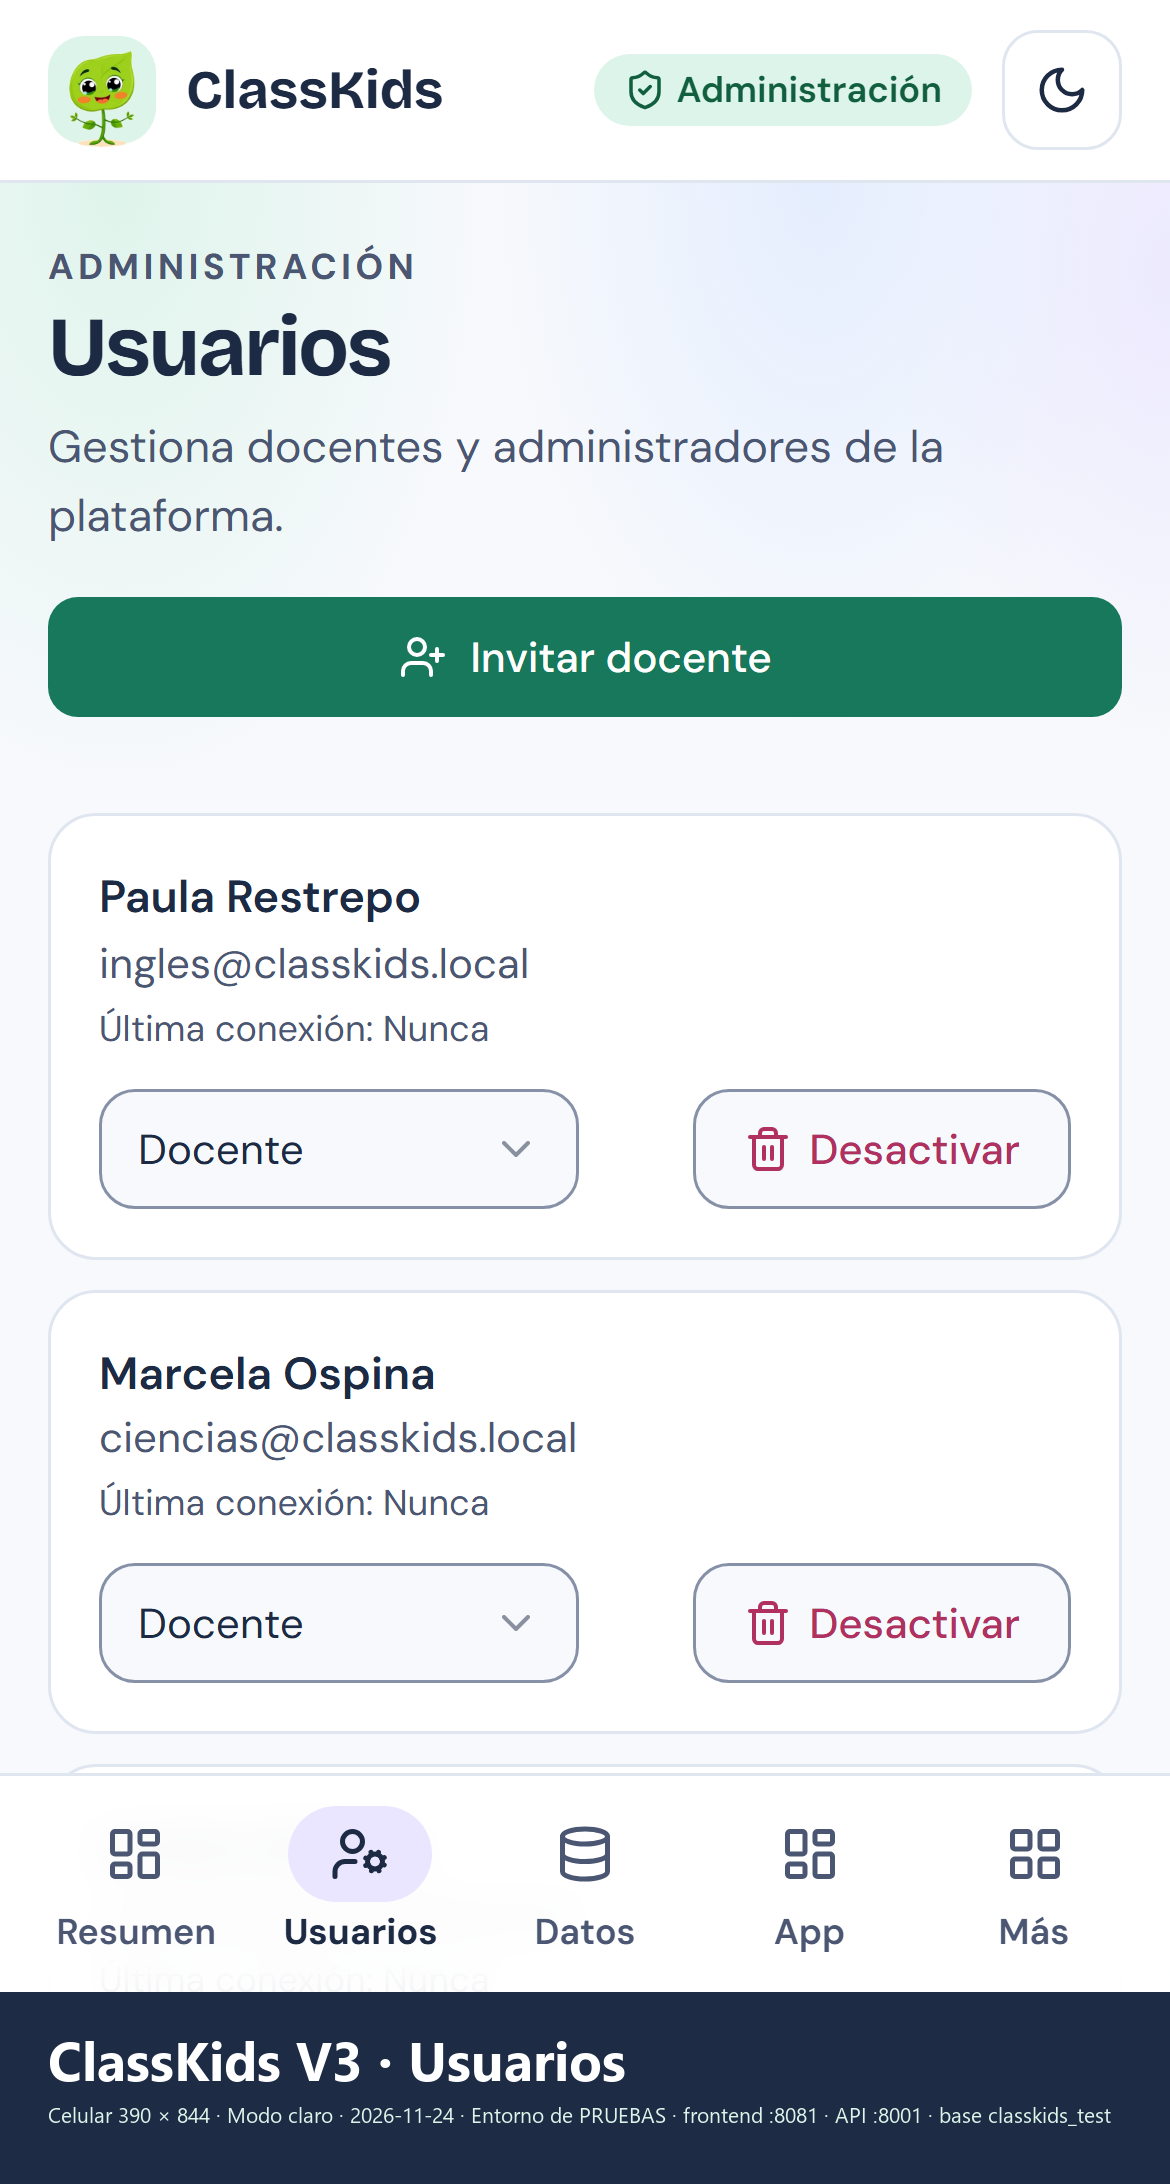 ClassKids
Administración
ADMINISTRACIÓN
Usuarios
Gestiona docentes y administradores de la
plataforma.
Invitar docente
Paula Restrepo
ingles@classkids.local
Última conexión: Nunca
Docente
Desactivar
Marcela Ospina
ciencias@classkids.local
Última conexión: Nunca
Docente
Desactivar
Resumen
Usuarios
Datos
App
Más
Última conexión: Nunca
ClassKids V3 · Usuarios
Celular 390 × 844 · Modo claro · 2026-11-24 · Entorno de PRUEBAS · frontend :8081 · API :8001 · base classkids_test